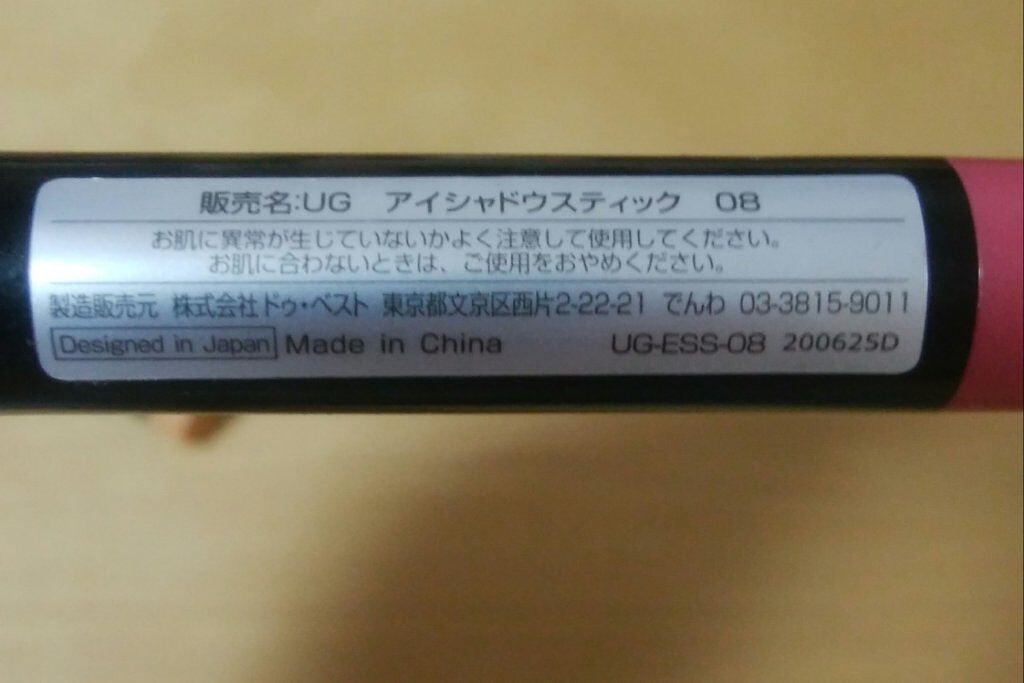 販売名:UG アイシャドウスティック 08
お肌に異常が生じていないかよく注意して使用してください。
お肌に合わないときは、ご使用をおやめください。
製造販売元 株式会社ドゥ・ベスト 東京都文京区西片2-22-21 でんわ 03-3815-9011
Designed in Japan Made in China UG-ESS-08 200625D